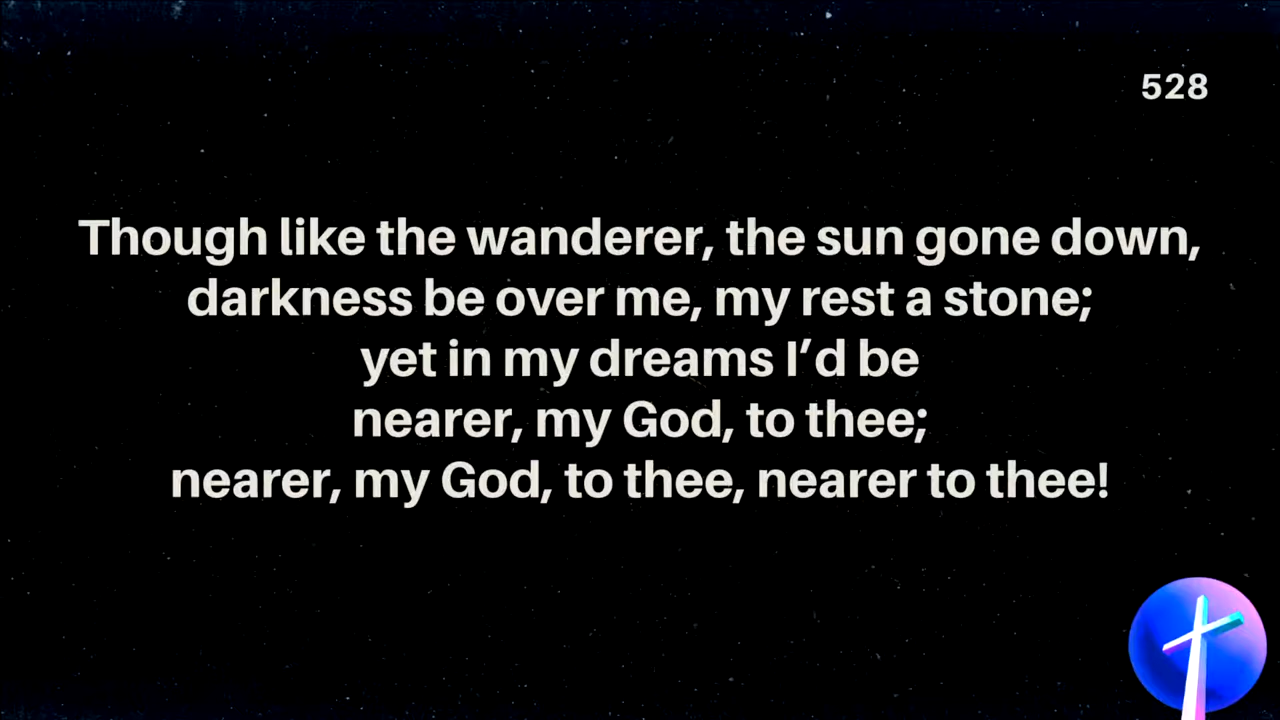 528
Though like the wanderer, the sun gone down,
darkness be over me, my rest a stone;
yet in my dreams I’d be
nearer, my God, to thee;
nearer, my God, to thee, nearer to thee!